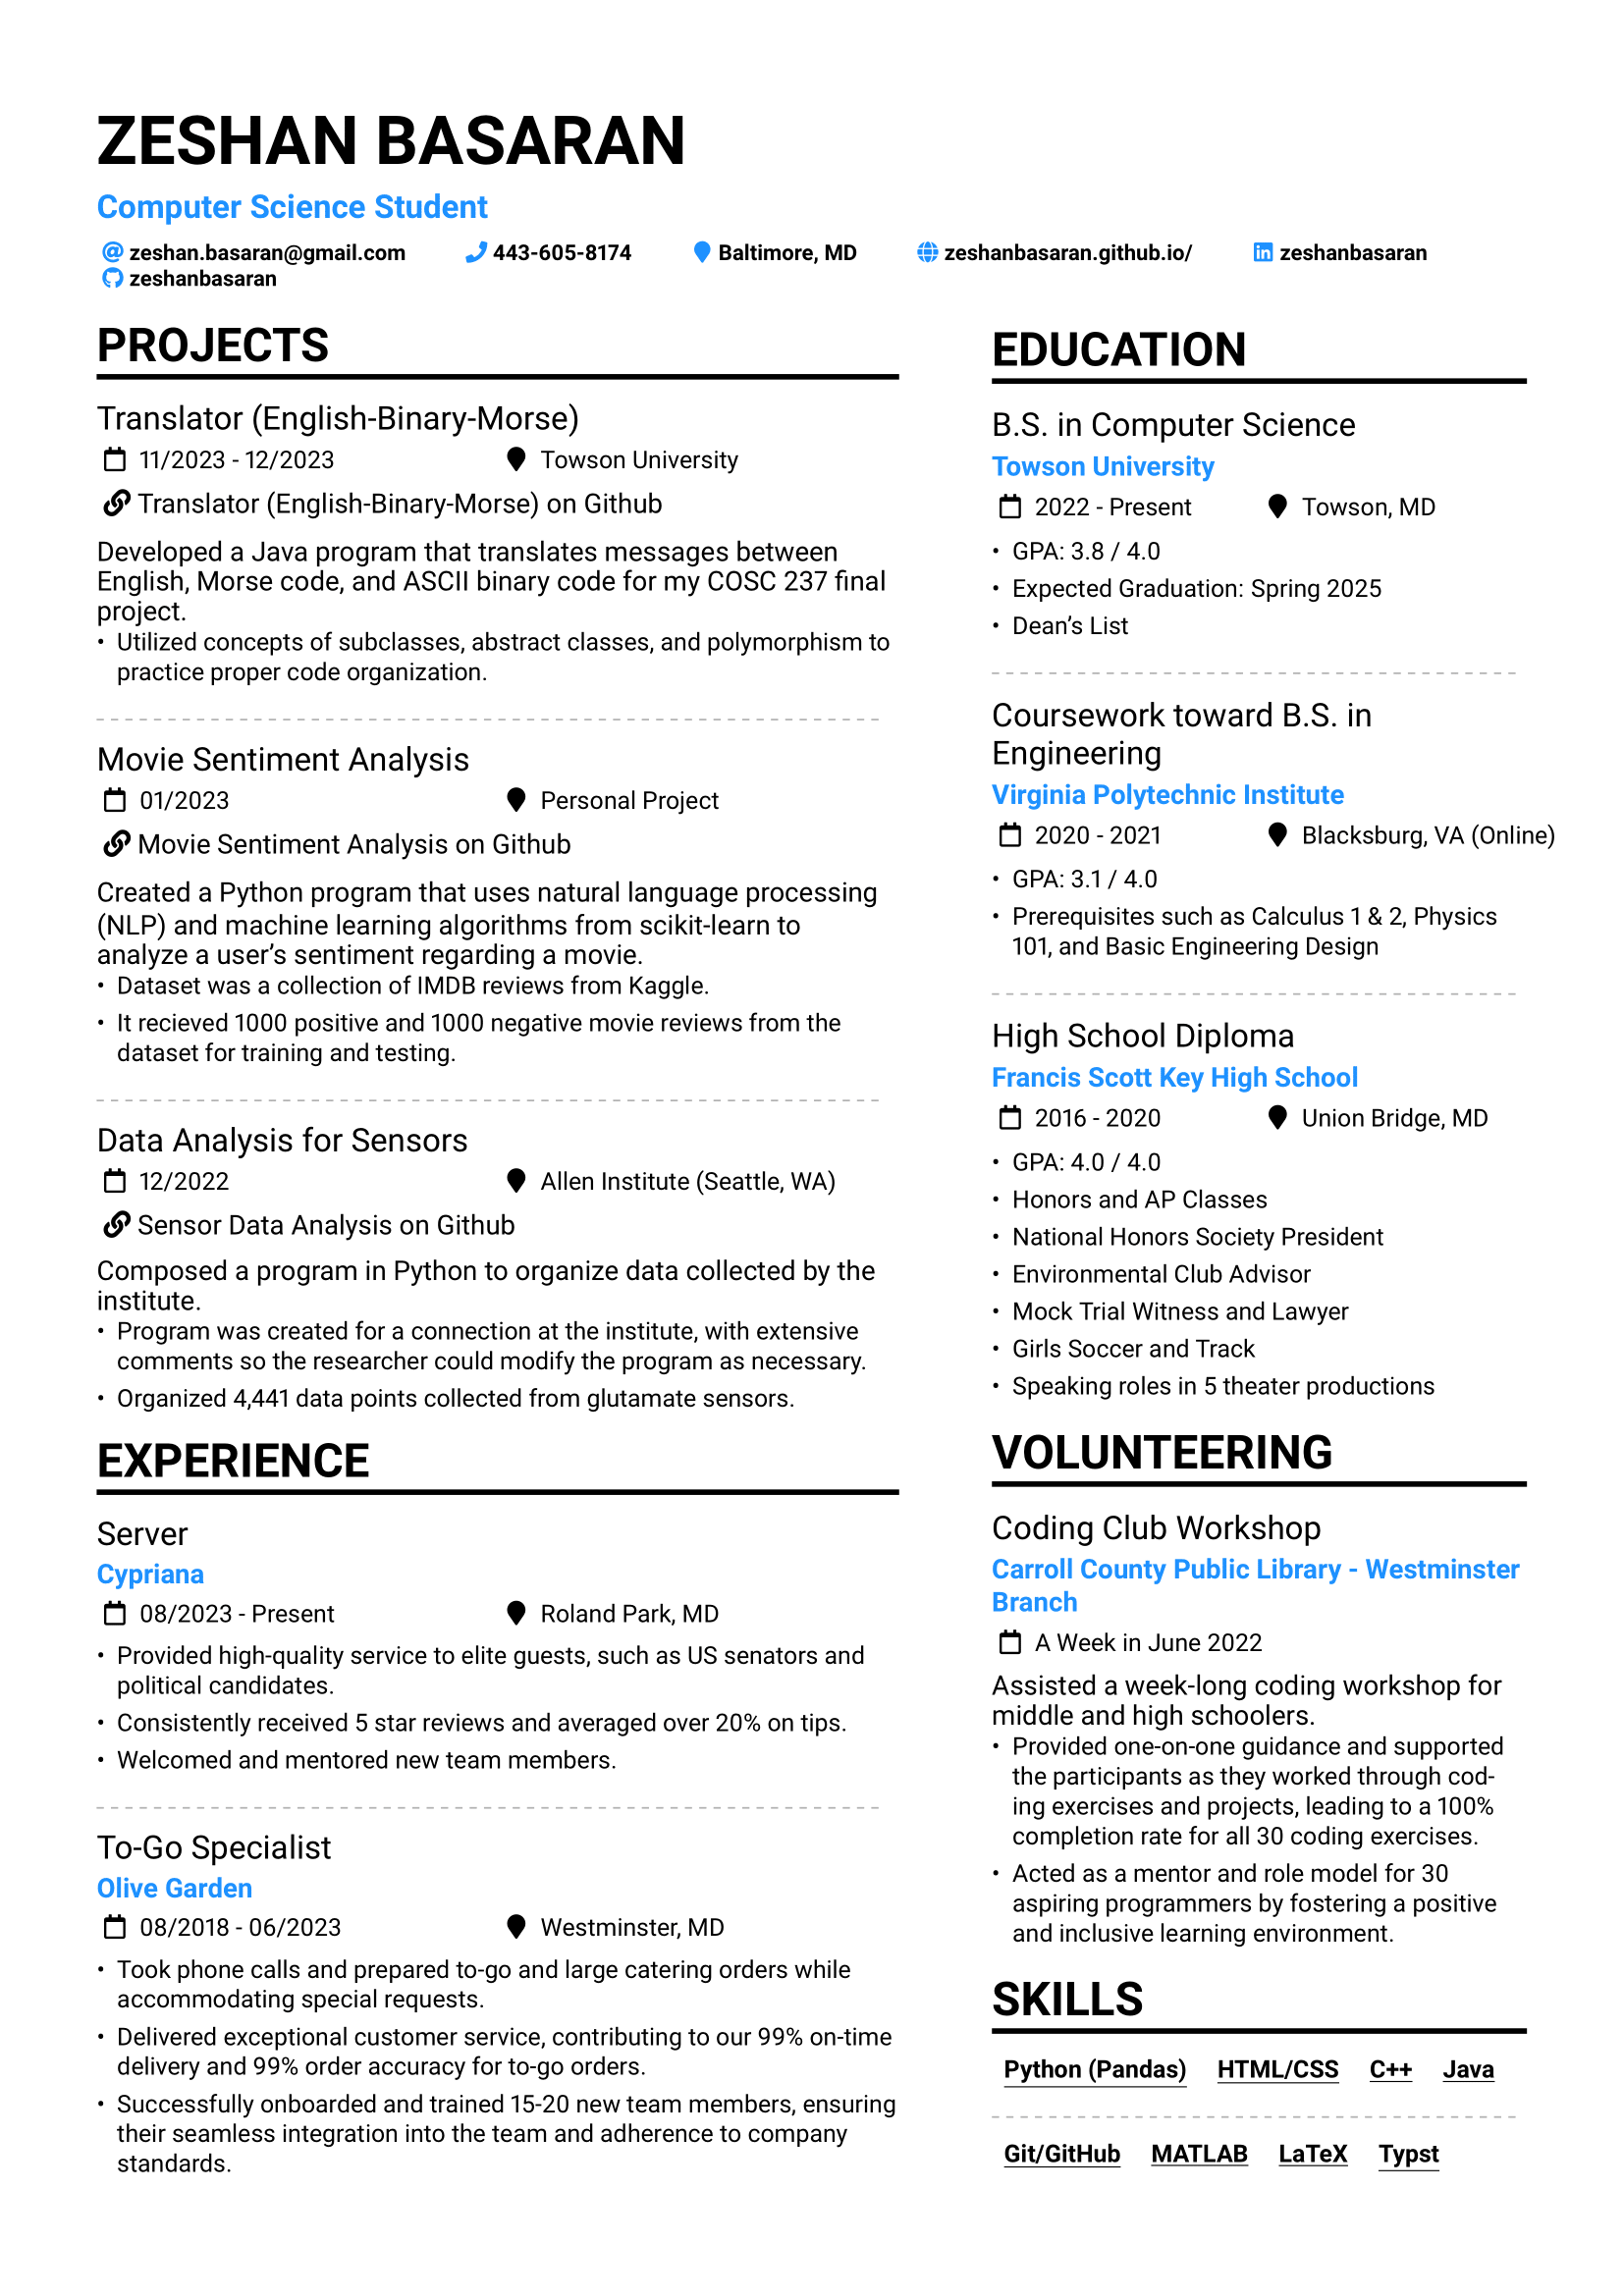 ZESHAN BASARAN
Computer Science Student
zeshan.basaran@gmail.com 443-605-8174 Baltimore, MD zeshanbasaran.github.io/ zeshanbasaran
zeshanbasaran
PROJECTS
Translator (English-Binary-Morse)
11/2023 - 12/2023 Towson University
Translator (English-Binary-Morse) on Github
Developed a Java program that translates messages between
English, Morse code, and ASCII binary code for my COSC 237 final
project.
• Utilized concepts of subclasses, abstract classes, and polymorphism to
practice proper code organization.
Movie Sentiment Analysis
01/2023 Personal Project
Movie Sentiment Analysis on Github
Created a Python program that uses natural language processing
(NLP) and machine learning algorithms from scikit-learn to
analyze a user’s sentiment regarding a movie.
• Dataset was a collection of IMDB reviews from Kaggle.
• It recieved 1000 positive and 1000 negative movie reviews from the
dataset for training and testing.
Data Analysis for Sensors
12/2022 Allen Institute (Seattle, WA)
Sensor Data Analysis on Github
Composed a program in Python to organize data collected by the
institute.
• Program was created for a connection at the institute, with extensive
comments so the researcher could modify the program as necessary.
• Organized 4,441 data points collected from glutamate sensors.
EXPERIENCE
Server
Cypriana
08/2023 - Present Roland Park, MD
• Provided high-quality service to elite guests, such as US senators and
political candidates.
• Consistently received 5 star reviews and averaged over 20% on tips.
• Welcomed and mentored new team members.
To-Go Specialist
Olive Garden
08/2018 - 06/2023 Westminster, MD
• Took phone calls and prepared to-go and large catering orders while
accommodating special requests.
• Delivered exceptional customer service, contributing to our 99% on-time
delivery and 99% order accuracy for to-go orders.
• Successfully onboarded and trained 15-20 new team members, ensuring
their seamless integration into the team and adherence to company
standards.
EDUCATION
B.S. in Computer Science
Towson University
2022 - Present Towson, MD
• GPA: 3.8 / 4.0
• Expected Graduation: Spring 2025
• Dean’s List
Coursework toward B.S. in
Engineering
Virginia Polytechnic Institute
2020 - 2021 Blacksburg, VA (Online)
• GPA: 3.1 / 4.0
• Prerequisites such as Calculus 1 & 2, Physics
101, and Basic Engineering Design
High School Diploma
Francis Scott Key High School
2016 - 2020 Union Bridge, MD
• GPA: 4.0 / 4.0
• Honors and AP Classes
• National Honors Society President
• Environmental Club Advisor
• Mock Trial Witness and Lawyer
• Girls Soccer and Track
• Speaking roles in 5 theater productions
VOLUNTEERING
Coding Club Workshop
Carroll County Public Library - Westminster
Branch
A Week in June 2022
Assisted a week-long coding workshop for
middle and high schoolers.
• Provided one-on-one guidance and supported
the participants as they worked through cod-
ing exercises and projects, leading to a 100%
completion rate for all 30 coding exercises.
• Acted as a mentor and role model for 30
aspiring programmers by fostering a positive
and inclusive learning environment.
SKILLS
Python (Pandas) HTML/CSS C++ Java
Git/GitHub MATLAB LaTeX Typst